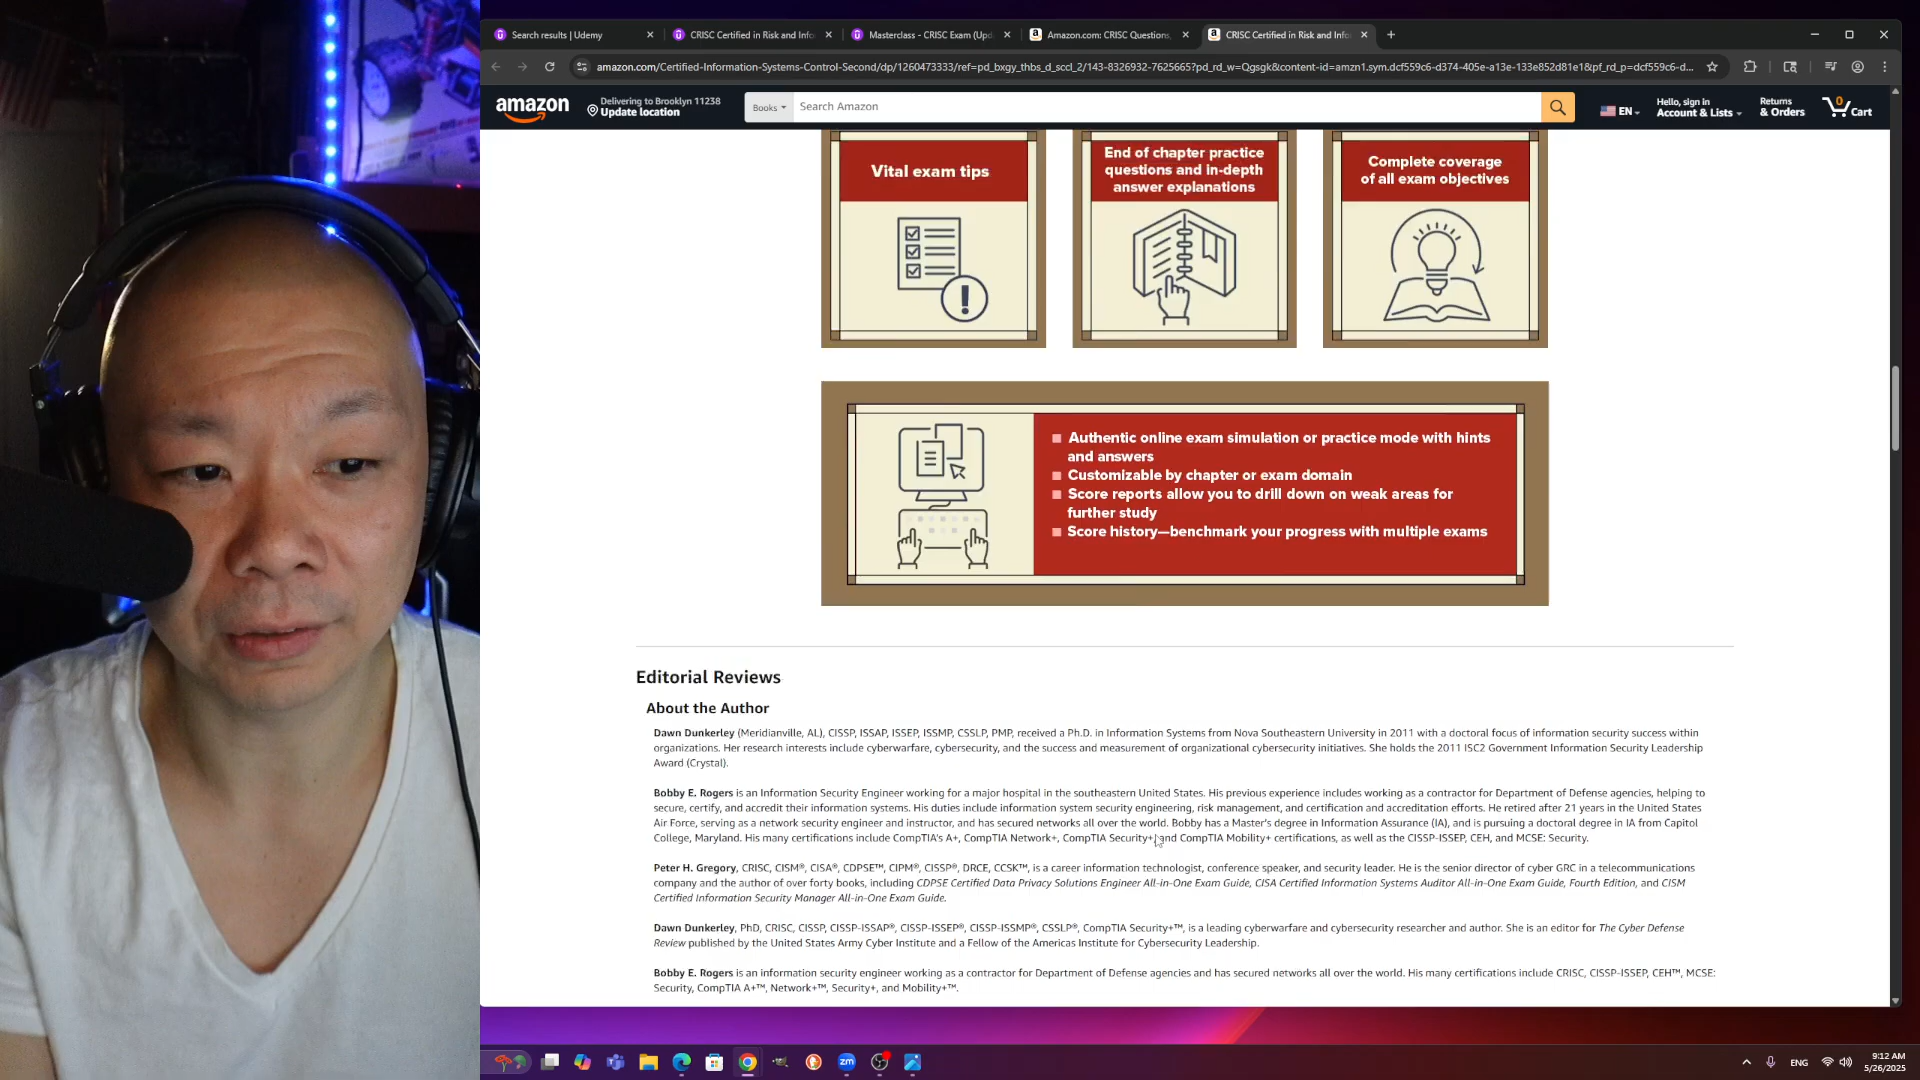 Search results | Udemy
CRISC Certified in Risk and Info
Masterclass - CRISC Exam (Upd
Amazon.com: CRISC Questions,
CRISC Certified in Risk and Info
amazon.com/Certified-Information-Systems-Control-Second/dp/1260473333/ref=pd_bxgy_thbs_d_sccl_2/143-8326932-7625665?pd_rd_w=Qgsgk&content-id=amzn1.sym.dcf559c6-d374-405e-a13e-133e852d81e1&pf_rd_p=dcf559c6-d...
amazon
Delivering to Brooklyn 11238
Update location
Books
Search Amazon
EN
Hello, sign in
Account & Lists
Returns
& Orders
0
Cart
Vital exam tips
End of chapter practice
questions and in-depth
answer explanations
Complete coverage
of all exam objectives
Authentic online exam simulation or practice mode with hints
and answers
Customizable by chapter or exam domain
Score reports allow you to drill down on weak areas for
further study
Score history—benchmark your progress with multiple exams
Editorial Reviews
About the Author
Dawn Dunkerley (Meridianville, AL), CISSP, ISSAP, ISSEP, ISSMP, CSSLP, PMP, received a Ph.D. in Information Systems from Nova Southeastern University in 2011 with a doctoral focus of information security success within
organizations. Her research interests include cyberwarfare, cybersecurity, and the success and measurement of organizational cybersecurity initiatives. She holds the 2011 ISC2 Government Information Security Leadership
Award (Crystal).
Bobby E. Rogers is an Information Security Engineer working for a major hospital in the southeastern United States. His previous experience includes working as a contractor for Department of Defense agencies, helping to
secure, certify, and accredit their information systems. His duties include information system security engineering, risk management, and certification and accreditation efforts. He retired after 21 years in the United States
Air Force, serving as a network security engineer and instructor, and has secured networks all over the world. Bobby has a Master's degree in Information Assurance (IA), and is pursuing a doctoral degree in IA from Capitol
College, Maryland. His many certifications include CompTIA's A+, CompTIA Network+, CompTIA Security+, and CompTIA Mobility+ certifications, as well as the CISSP-ISSEP, CEH, and MCSE: Security.
Peter H. Gregory, CRISC, CISM®, CISA®, CDPSE™, CIPM®, CISSP®, DRCE, CCSK™, is a career information technologist, conference speaker, and security leader. He is the senior director of cyber GRC in a telecommunications
company and the author of over forty books, including CDPSE Certified Data Privacy Solutions Engineer All-in-One Exam Guide, CISA Certified Information Systems Auditor All-in-One Exam Guide, Fourth Edition, and CISM
Certified Information Security Manager All-in-One Exam Guide.
Dawn Dunkerley, PhD, CRISC, CISSP, CISSP-ISSAP®, CISSP-ISSEP®, CISSP-ISSMP®, CSSLP®, CompTIA Security+™, is a leading cyberwarfare and cybersecurity researcher and author. She is an editor for The Cyber Defense
Review published by the United States Army Cyber Institute and a Fellow of the Americas Institute for Cybersecurity Leadership.
Bobby E. Rogers is an information security engineer working as a contractor for Department of Defense agencies and has secured networks all over the world. His many certifications include CRISC, CISSP-ISSEP, CEH™, MCSE:
Security, CompTIA A+™, Network+™, Security+, and Mobility+™.
zm
ENG
9:12 AM
5/26/2025